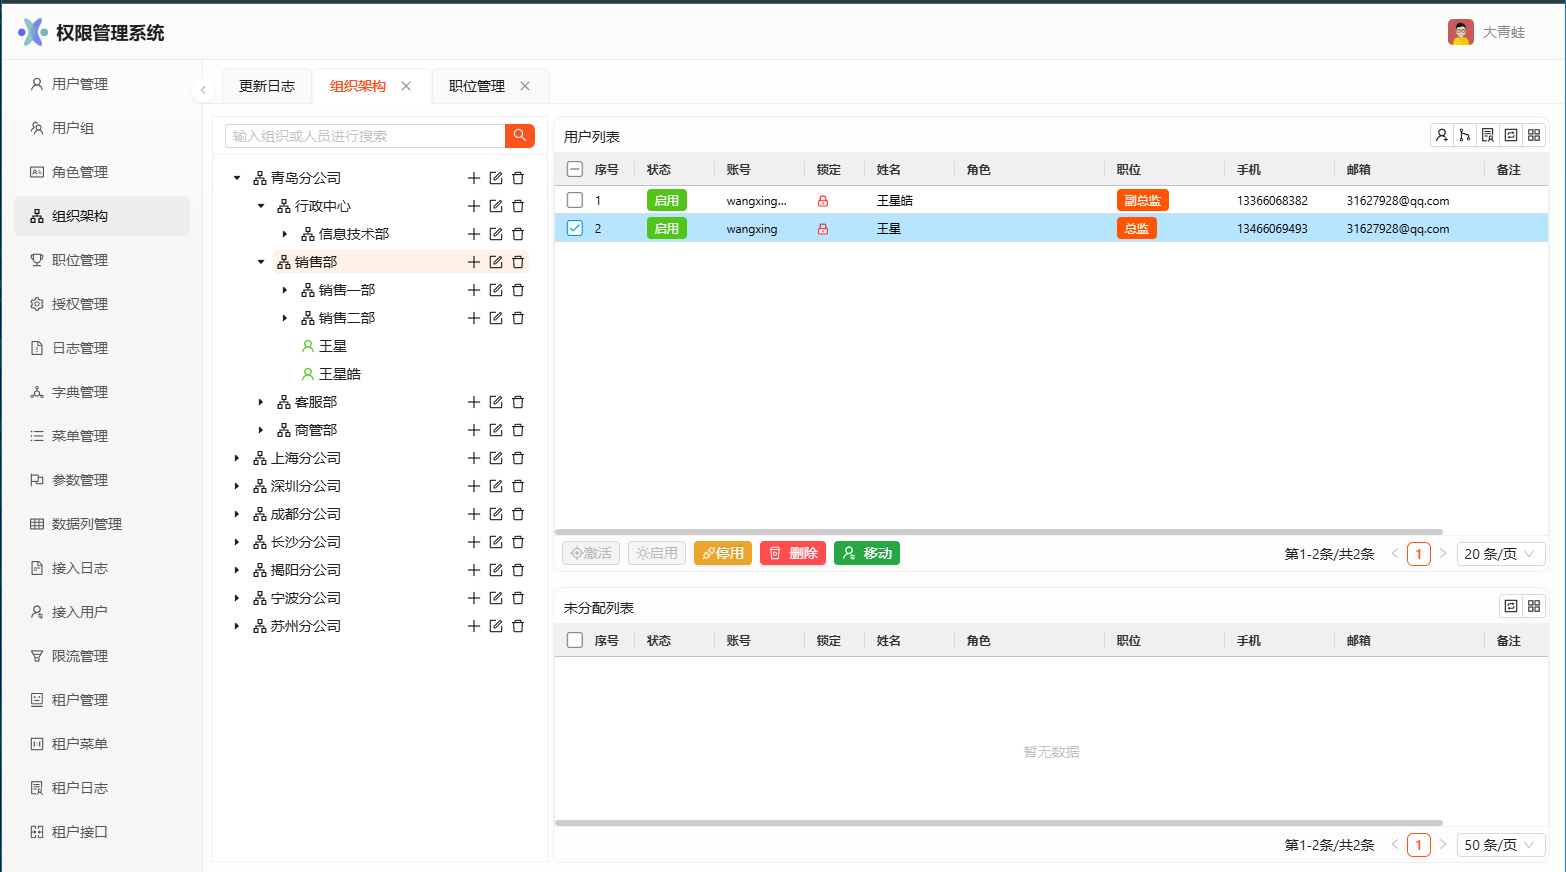 权限管理系统
大青蛙
用户管理
用户组
角色管理
组织架构
职位管理
授权管理
日志管理
字典管理
菜单管理
参数管理
数据列管理
接入日志
接入用户
限流管理
租户管理
租户菜单
租户日志
租户接口
更新日志 组织架构 职位管理
输入组织或人员进行搜索
青岛分公司
行政中心
信息技术部
销售部
销售一部
销售二部
王星
王星皓
客服部
商管部
上海分公司
深圳分公司
成都分公司
长沙分公司
揭阳分公司
宁波分公司
苏州分公司
用户列表
序号 状态 账号 锁定 姓名 角色 职位 手机 邮箱 备注
1 启用 wangxing... 王星皓 副总监 13366068382 31627928@qq.com
2 启用 wangxing 王星 总监 13466069493 31627928@qq.com
激活 启用 停用 删除 移动 第1-2条/共2条 1 20 条/页
未分配列表
序号 状态 账号 锁定 姓名 角色 职位 手机 邮箱 备注
暂无数据
第1-2条/共2条 1 50 条/页